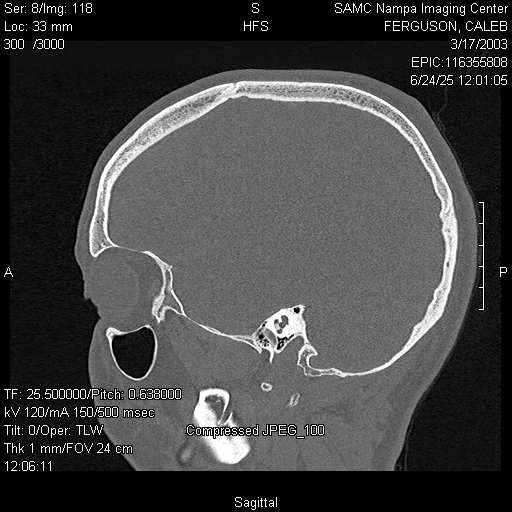 Ser: 8/Img: 118
S
SAMC Nampa Imaging Center
Loc: 33 mm
HFS
FERGUSON, CALEB
300 /3000
3/17/2003
EPIC:116355808
6/24/25 12:01:05
A
P
TF: 25.500000/Pitch: 0.638000
kV 120/mA 150/500 msec
Tilt: 0/Oper: TLW
Compressed JPEG_100
Thk 1 mm/FOV 24 cm
12:06:11
Sagittal